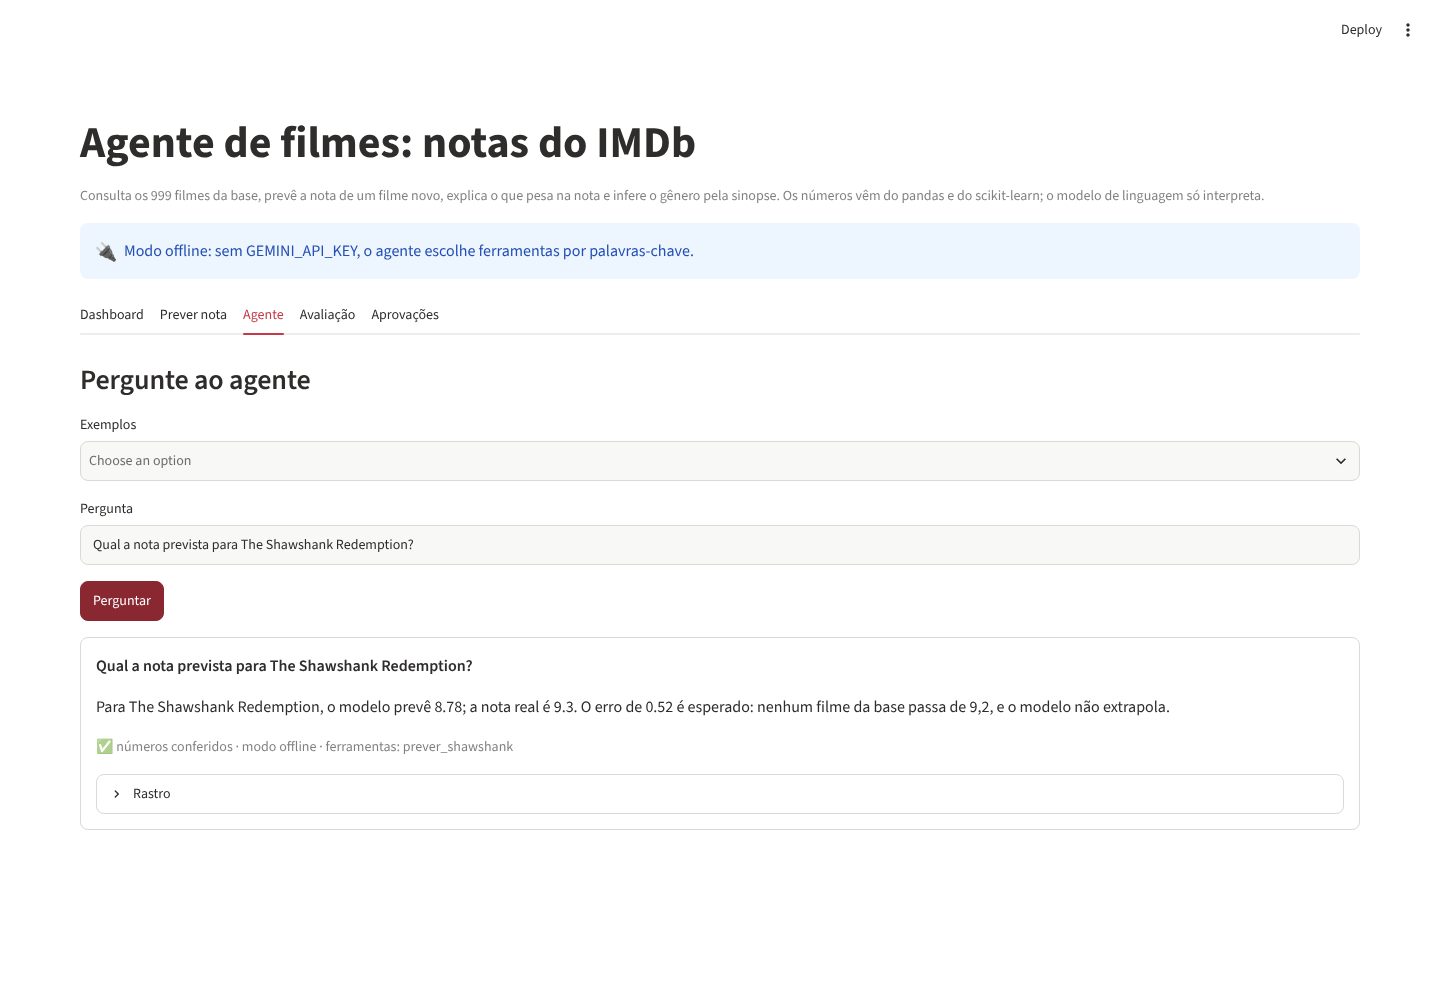 Deploy
Agente de filmes: notas do IMDb
Consulta os 999 filmes da base, prevê a nota de um filme novo, explica o que pesa na nota e infere o gênero pela sinopse. Os números vêm do pandas e do scikit-learn; o modelo de linguagem só interpreta.
Modo offline: sem GEMINI_API_KEY, o agente escolhe ferramentas por palavras-chave.
Dashboard Prever nota Agente Avaliação Aprovações
Pergunte ao agente
Exemplos
Choose an option
Pergunta
Qual a nota prevista para The Shawshank Redemption?
Perguntar
Qual a nota prevista para The Shawshank Redemption?
Para The Shawshank Redemption, o modelo prevê 8.78; a nota real é 9.3. O erro de 0.52 é esperado: nenhum filme da base passa de 9,2, e o modelo não extrapola.
✅ números conferidos · modo offline · ferramentas: prever_shawshank
Rastro